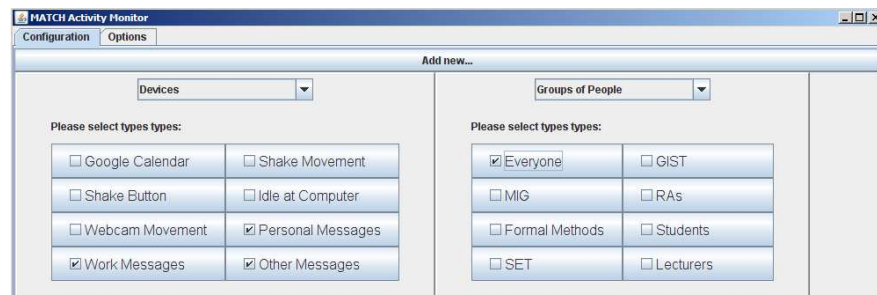 MATCH Activity Monitor
Configuration Options
Add new...
Devices
Please select types types:
Google Calendar Shake Movement
Shake Button Idle at Computer
Webcam Movement Personal Messages
Work Messages Other Messages
Groups of People
Please select types types:
Everyone GIST
MIG RAs
Formal Methods Students
SET Lecturers